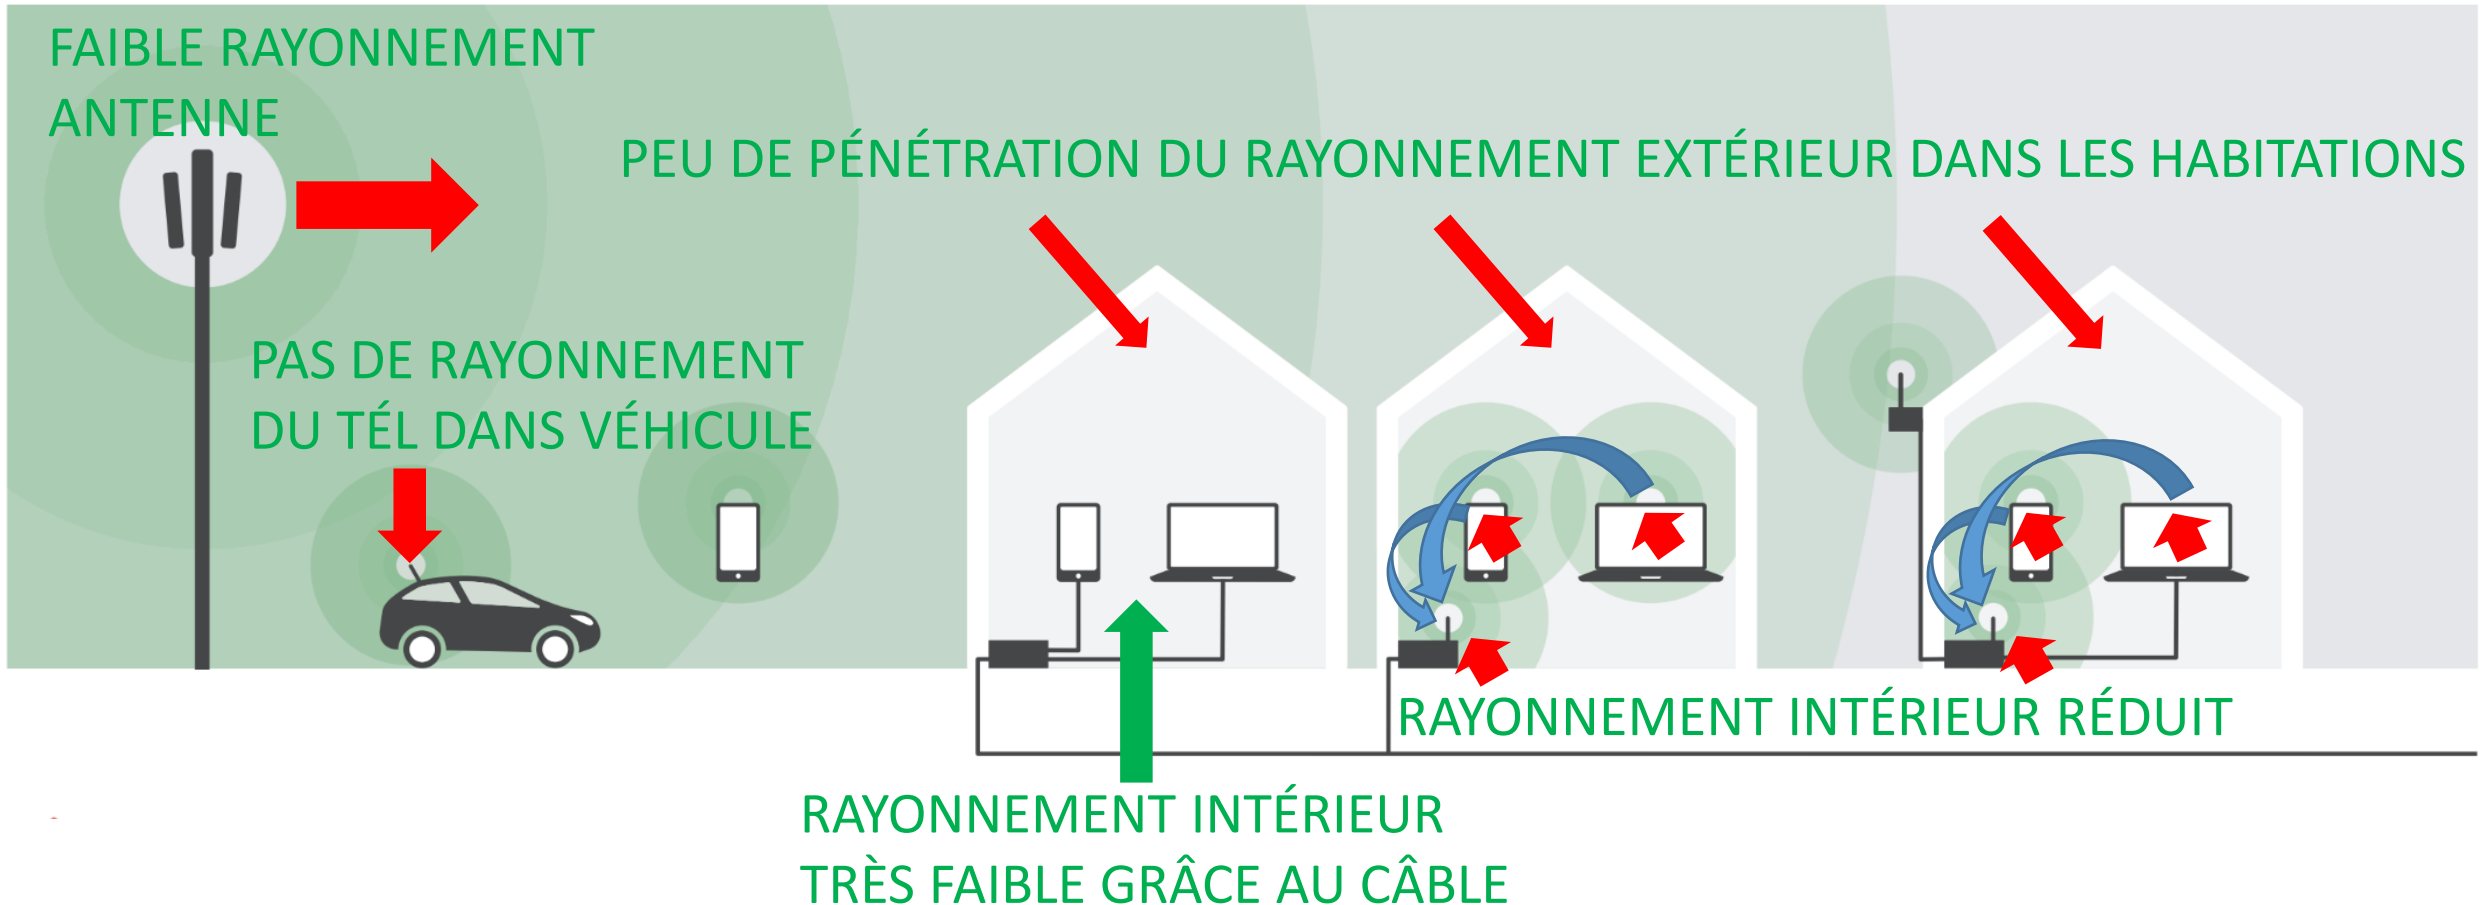 FAIBLE RAYONNEMENT
ANTENNE
PEU DE PÉNÉTRATION DU RAYONNEMENT EXTÉRIEUR DANS LES HABITATIONS
PAS DE RAYONNEMENT
DU TÉL DANS VÉHICULE
RAYONNEMENT INTÉRIEUR RÉDUIT
RAYONNEMENT INTÉRIEUR
TRÈS FAIBLE GRÂCE AU CÂBLE